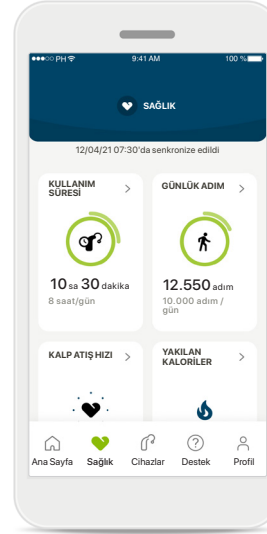 PH 9:41 AM 100 %
SAĞLIK
12/04/21 07:30'da senkronize edildi
KULLANIM
SÜRESİ
10 sa 30 dakika
8 saat/gün
GÜNLÜK ADIM
12.550 adım
10.000 adım /
gün
KALP ATIŞ HIZI
YAKILAN
KALORİLER
Ana Sayfa Sağlık Cihazlar Destek Profil